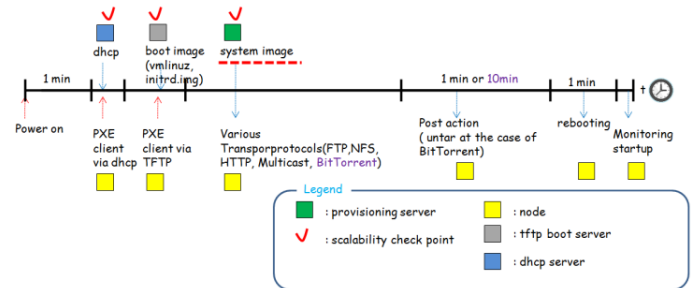 dhcp
boot image
(vmlinuz,
initrd.img)
system image
1 min
1 min or 10min
1 min
t
Power on
PXE
client
via dhcp
PXE
client via
TFTP
Various
Transporprotocols(FTP,NFS,
HTTP, Multicast, BitTorrent)
Post action
( untar at the case of
BitTorrent)
rebooting
Monitoring
startup
Legend
: provisioning server
: node
: scalability check point
: tftp boot server
: dhcp server